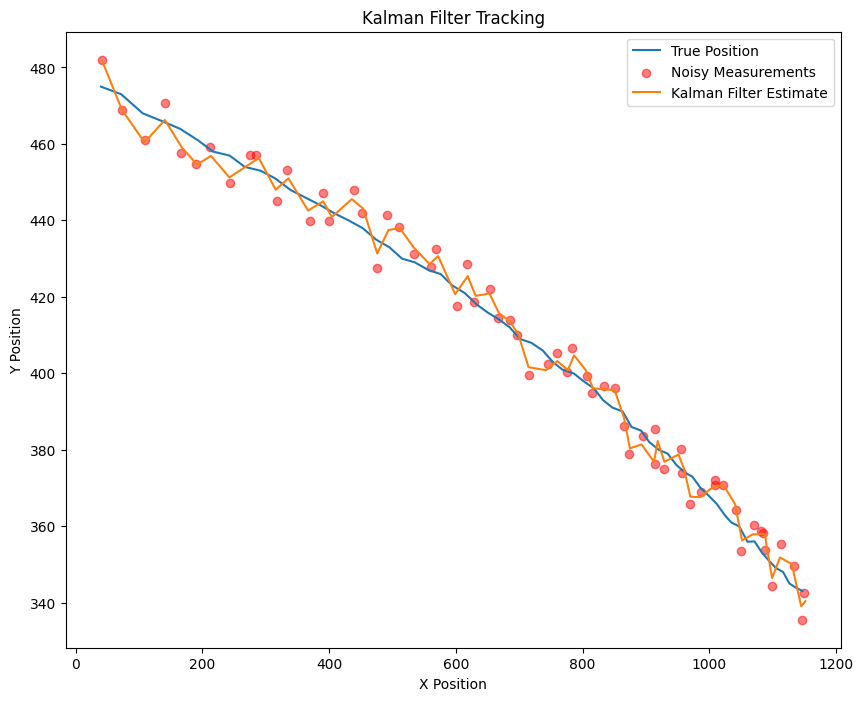 Kalman Filter Tracking
True Position
Noisy Measurements
Kalman Filter Estimate
Y Position
480
460
440
420
400
380
360
340
0
200
400
600
800
1000
1200
X Position